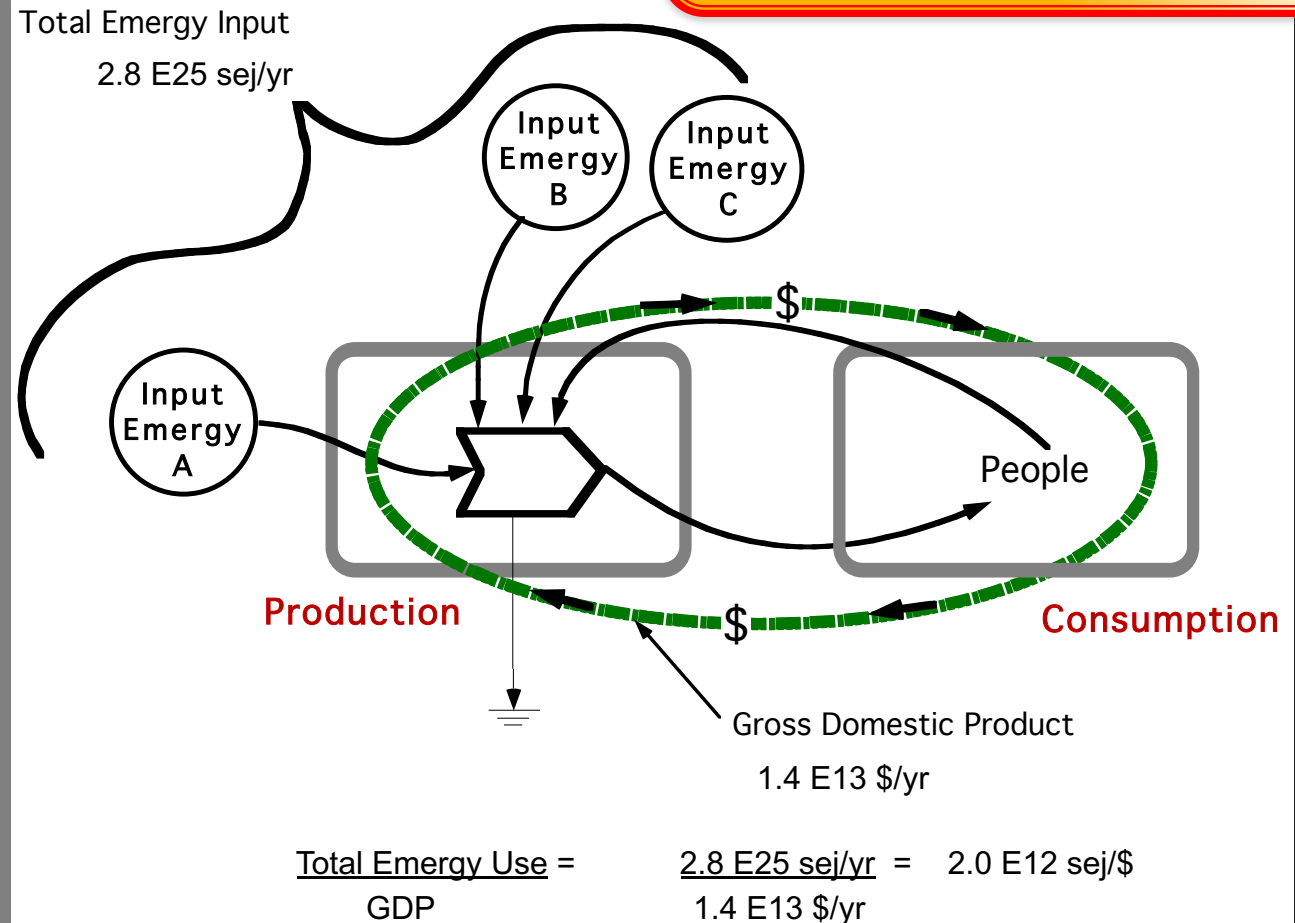 Total Emergy Input
2.8 E25 sej/yr
Input
Emergy
B
Input
Emergy
C
$
Input
Emergy
A
People
Production
$
Consumption
Gross Domestic Product
1.4 E13 $/yr
Total Emergy Use = 2.8 E25 sej/yr = 2.0 E12 sej/$
GDP 1.4 E13 $/yr